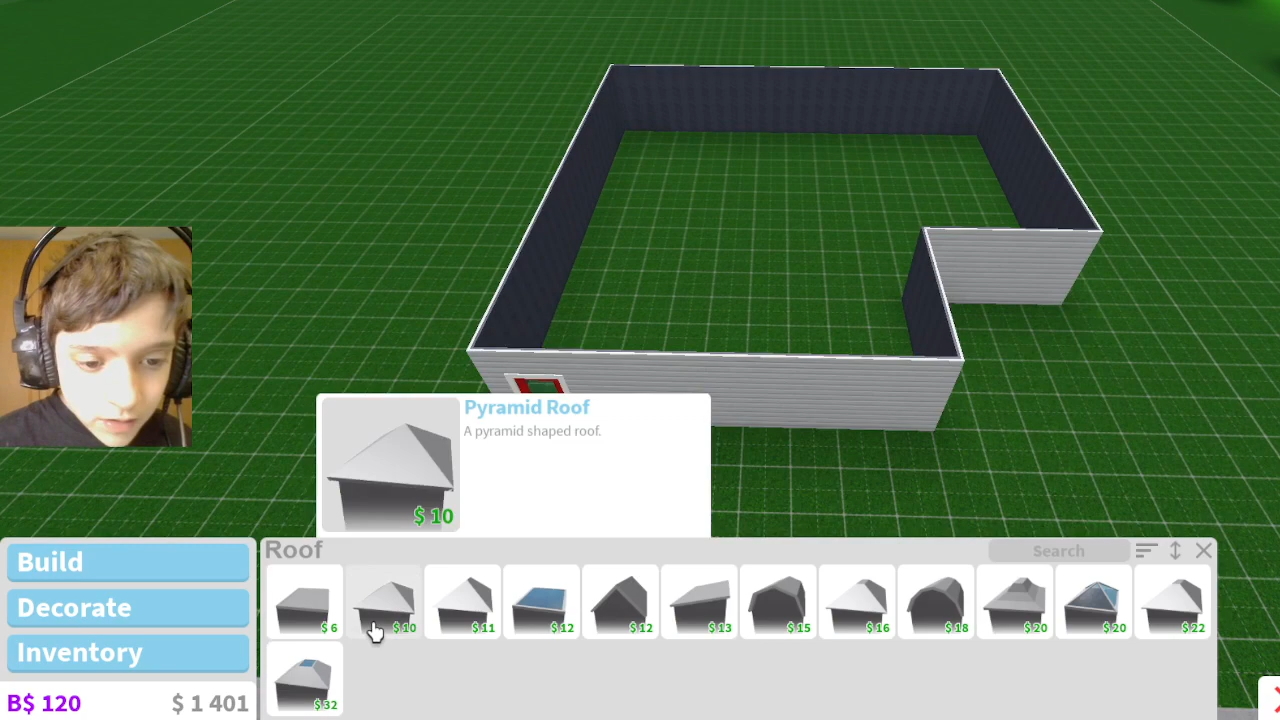 Pyramid Roof
A pyramid shaped roof.
$ 10
Roof
Search
Build
$ 6
$ 10
$ 11
$ 12
$ 12
$ 13
$ 15
$ 16
$ 18
$ 20
$ 20
$ 22
Decorate
Inventory
$ 32
B$ 120
$ 1 401